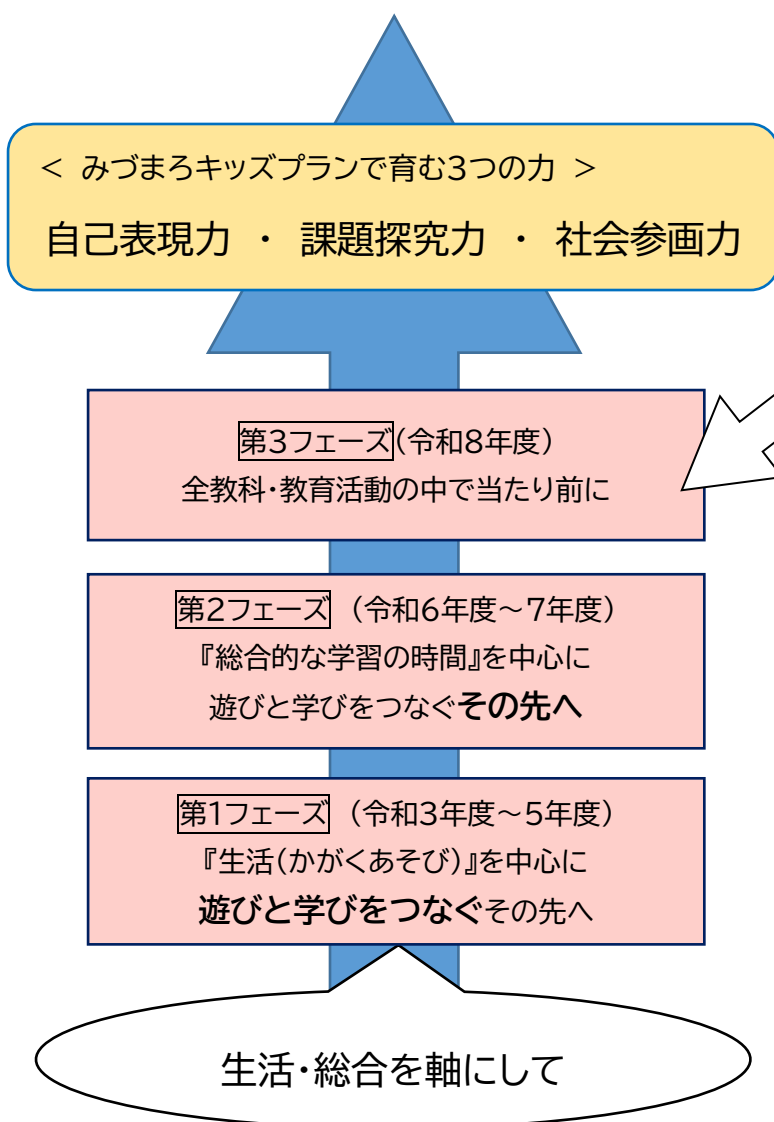 < みづまろキッズプランで育む3つの力 >
自己表現力 ・ 課題探究力 ・ 社会参画力
第3フェーズ(令和8年度)
全教科・教育活動の中で当たり前に
第2フェーズ (令和6年度～7年度)
『総合的な学習の時間』を中心に
遊びと学びをつなぐその先へ
第1フェーズ (令和3年度～5年度)
『生活(かがくあそび)』を中心に
遊びと学びをつなぐその先へ
生活・総合を軸にして